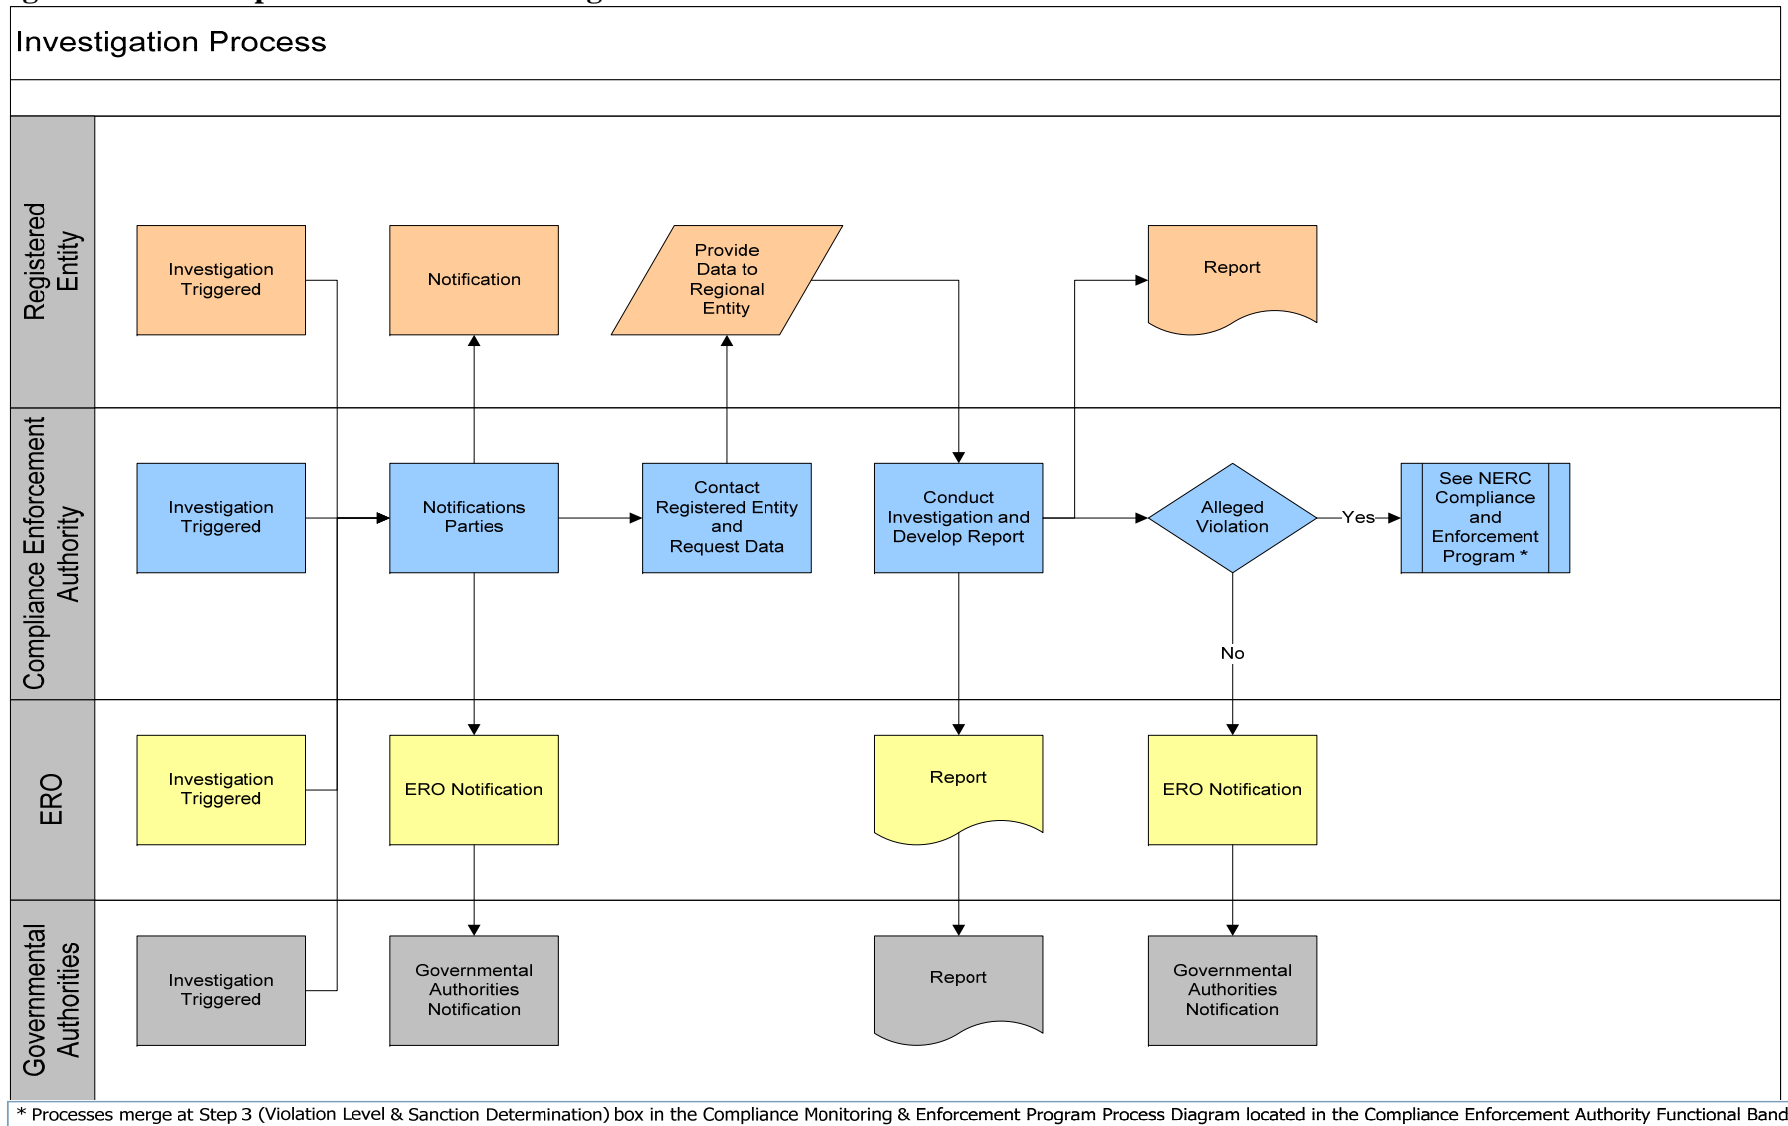 Investigation Process
Registered
Entity
Investigation
Triggered
Notification
Provide
Data to
Regional
Entity
Report
Compliance Enforcement
Authority
Investigation
Triggered
Notifications
Parties
Contact
Registered Entity
and
Request Data
Conduct
Investigation and
Develop Report
Alleged
Violation
Yes
See NERC
Compliance
and
Enforcement
Program *
No
ERO
Investigation
Triggered
ERO Notification
Report
ERO Notification
Governmental
Authorities
Investigation
Triggered
Governmental
Authorities
Notification
Report
Governmental
Authorities
Notification
* Processes merge at Step 3 (Violation Level & Sanction Determination) box in the Compliance Monitoring & Enforcement Program Process Diagram located in the Compliance Enforcement Authority Functional Band